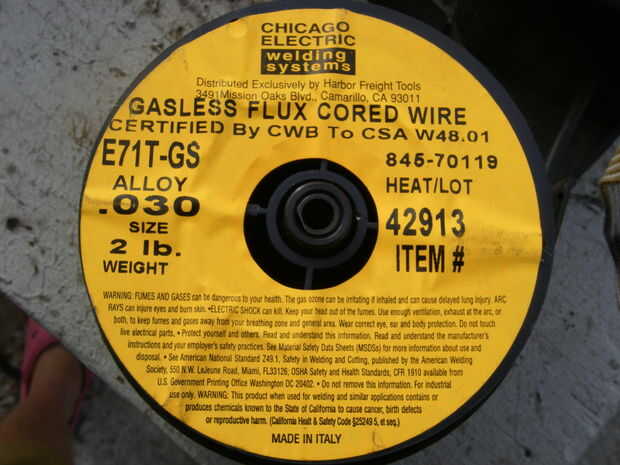 CHICAGO
ELECTRIC
welding
systems
Distributed Exclusively by Harbor Freight Tools
3491Mission Oaks Blvd., Camarillo, CA 93011
GASLESS FLUX CORED WIRE
CERTIFIED By CWB To CSA W48.01
E71T-GS
845-70119
ALLOY
HEAT/LOT
.030
42913
SIZE
ITEM #
2 lb.
WEIGHT
WARNING: FUMES AND GASES can be dangerous to your health. The gas ozone can be irritating if inhaled and can cause delayed lung injury. ARC
RAYS can injure eyes and burn skin. •ELECTRIC SHOCK can kill. Keep your head out of the fumes. Use enough ventilation, exhaust at the arc, or
both, to keep fumes and gases away from your breathing zone and general area. Wear correct eye, ear and body protection. Do not touch
live electrical parts. • Protect yourself and others. Read and understand this information. Read and understand the manufacturer's
instructions and your employer's safety practices. See Material Safety Data Sheets (MSDSs) for more information about use and
disposal. • See American National Standard 249.1, Safety in Welding and Cutting, published by the American Welding
Society, 550 N.W. LeJeune Road, Miami, FL33126; OSHA Safety and Health Standards, CFR 1910 available from
U.S. Government Printing Office Washington DC 20402. • Do not remove this information. For industrial
use only. WARNING: This product when used for welding and similar applications contains or
produces chemicals known to the State of California to cause cancer, birth defects
or reproductive harm. (California Healt & Safety Code §25249 5, et seq.)
MADE IN ITALY